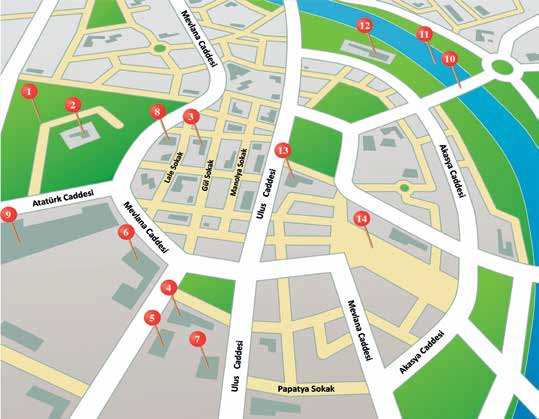 Mevlana Caddesi
12
11
10
1
2
8
3
Lale Sokak
Gül Sokak
Manolya Sokak
13
Akasya Caddesi
Atatürk Caddesi
Ulus Caddesi
9
Mevlana Caddesi
6
14
4
5
7
Ulus Caddesi
Mevlana Caddesi
Akasya Caddesi
Papatya Sokak